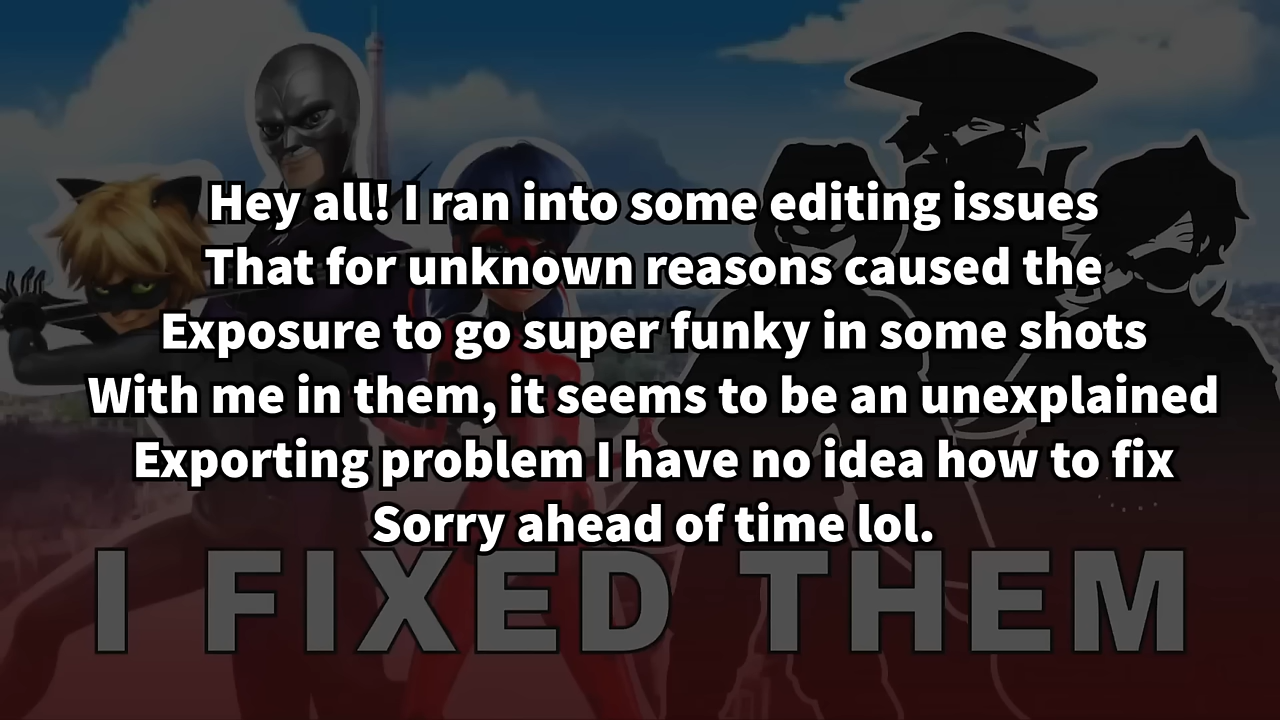 Hey all! I ran into some editing issues
That for unknown reasons caused the
Exposure to go super funky in some shots
With me in them, it seems to be an unexplained
Exporting problem I have no idea how to fix
Sorry ahead of time lol.
I FIXED THEM